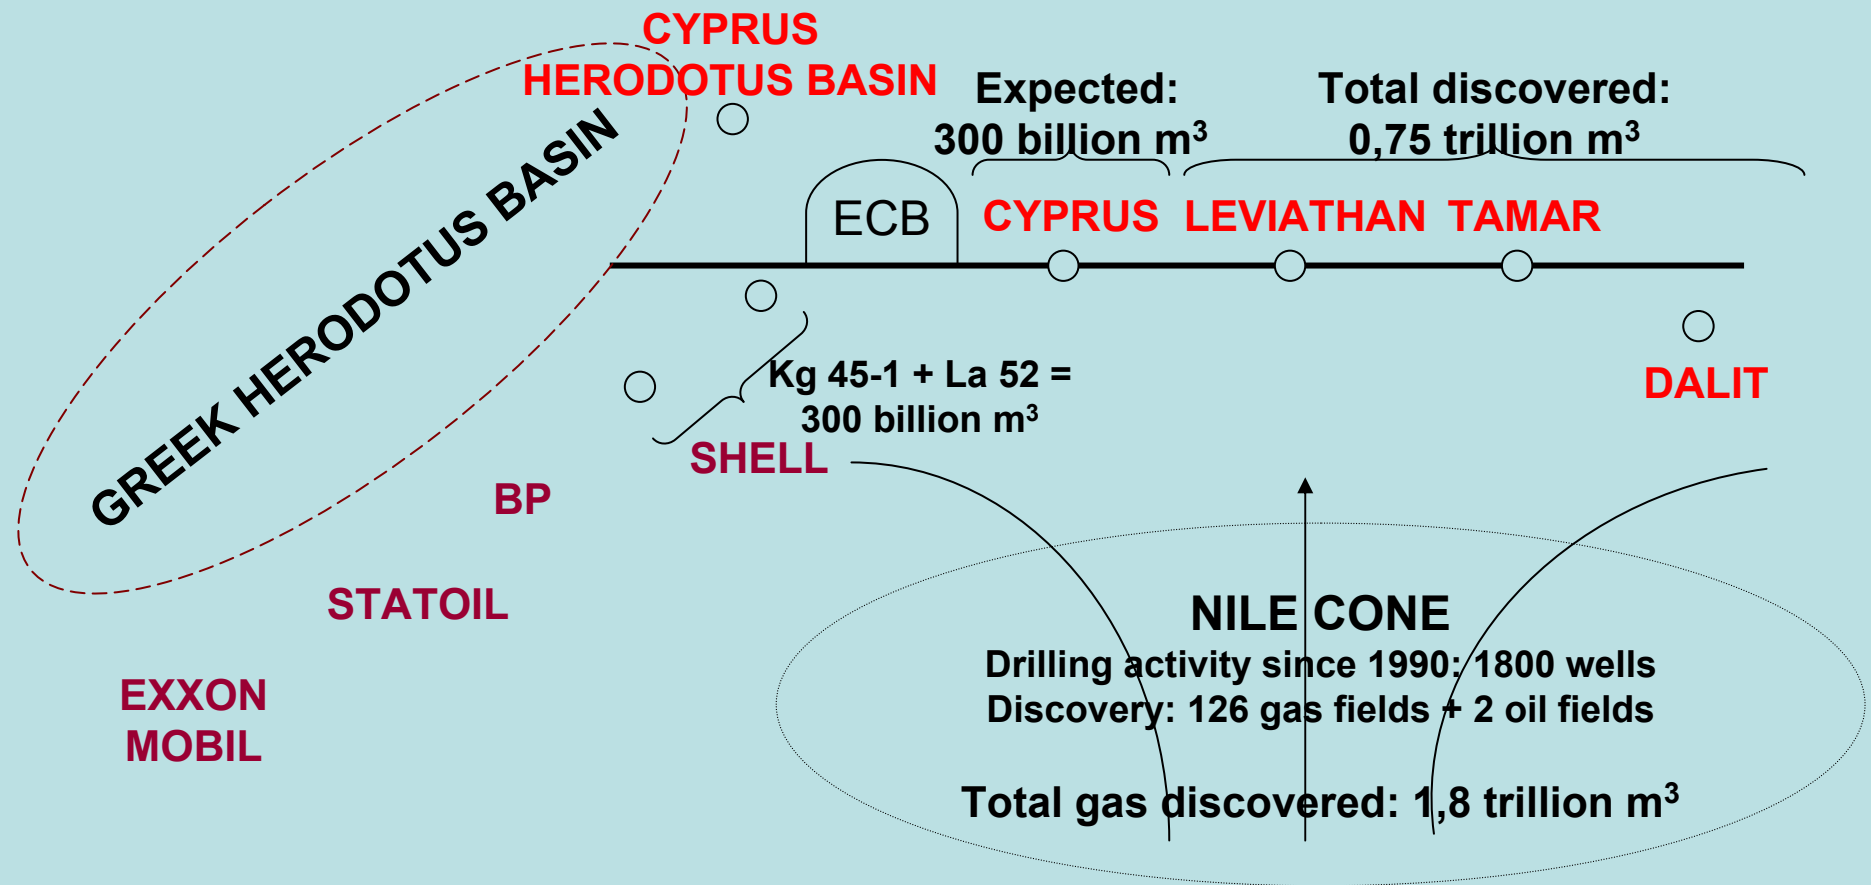 CYPRUS
HERODOTUS BASIN
Expected:
300 billion m³
Total discovered:
0,75 trillion m³
GREEK HERODOTUS BASIN
ECB
CYPRUS
LEVIATHAN
TAMAR
Kg 45-1 + La 52 =
300 billion m³
DALIT
SHELL
BP
STATOIL
EXXON
MOBIL
NILE CONE
Drilling activity since 1990: 1800 wells
Discovery: 126 gas fields + 2 oil fields
Total gas discovered: 1,8 trillion m³